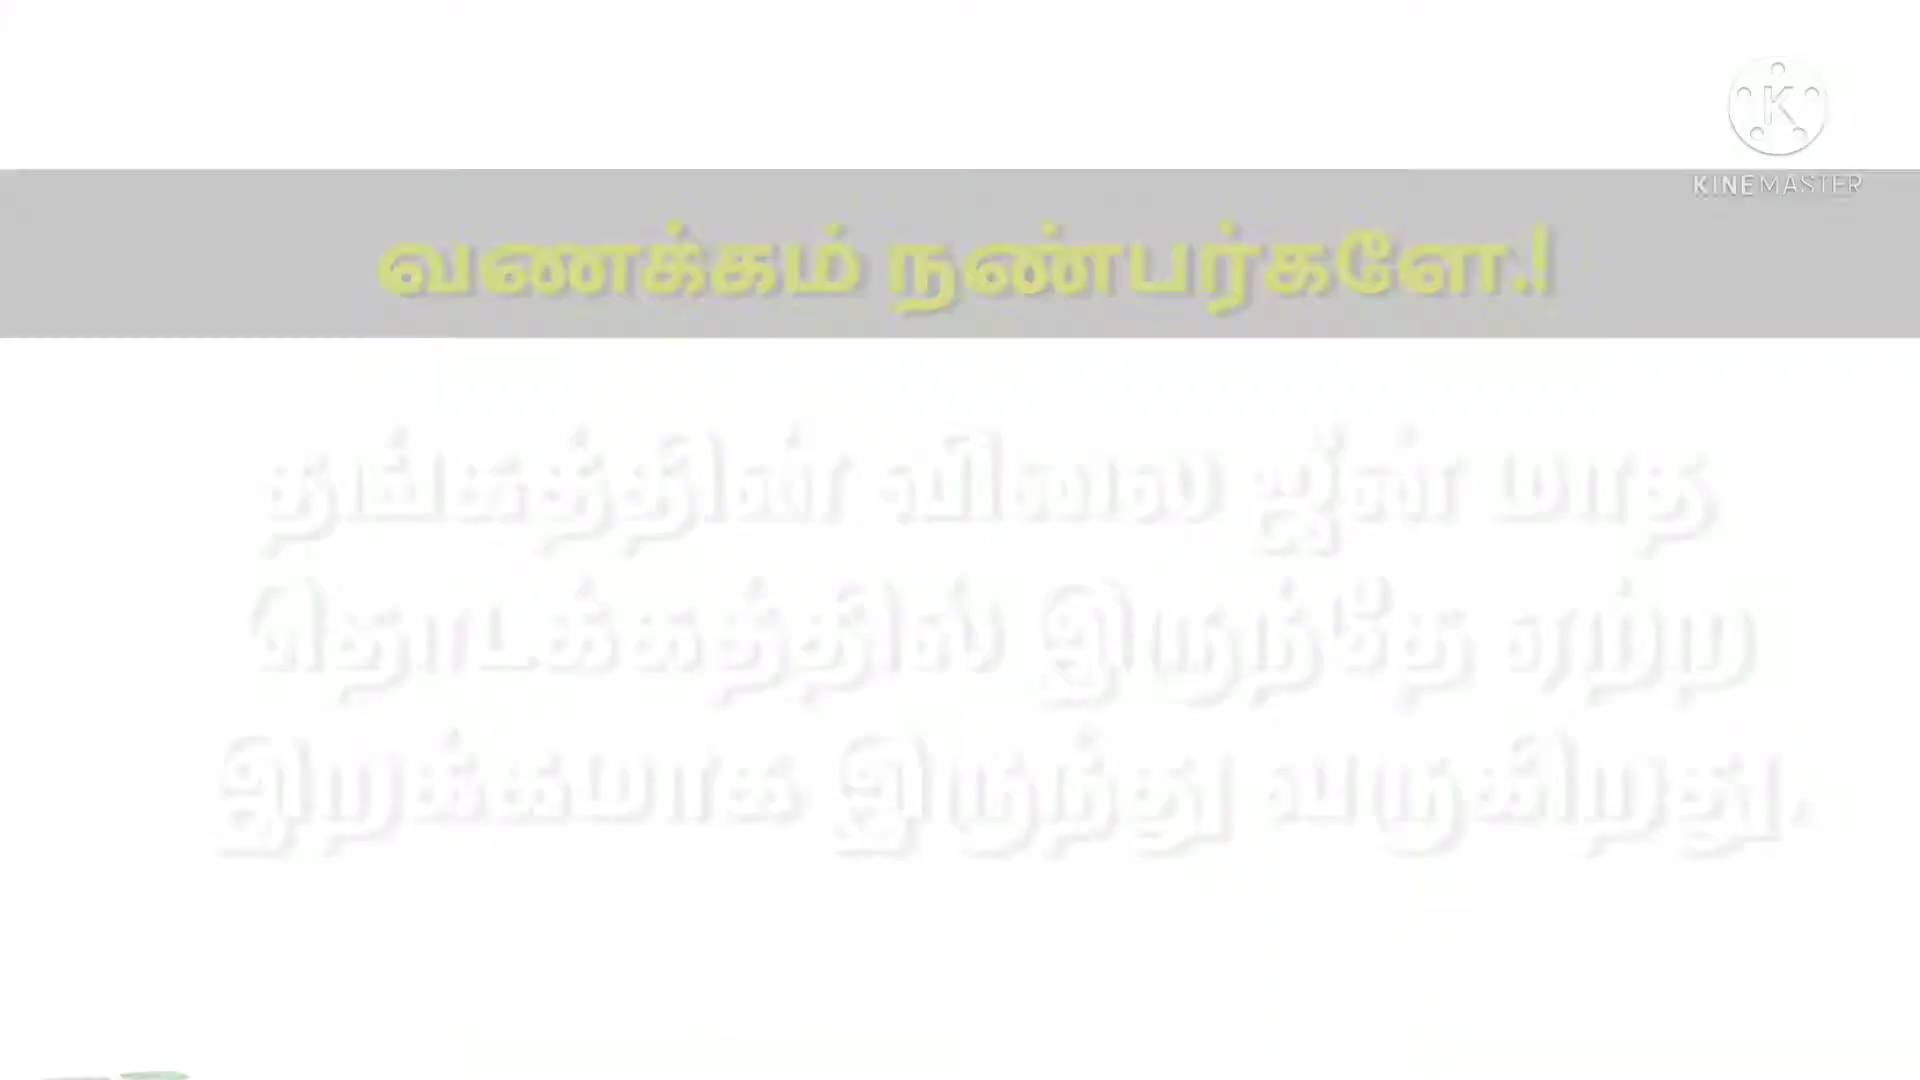 KINEMASTER
வணக்கம் நண்பர்களே.!
தங்கத்தின் விலை ஜூன் மாத
தொடக்கத்தில் இருந்தே ஏற்ற
இறக்கமாக இருந்து வருகிறது.